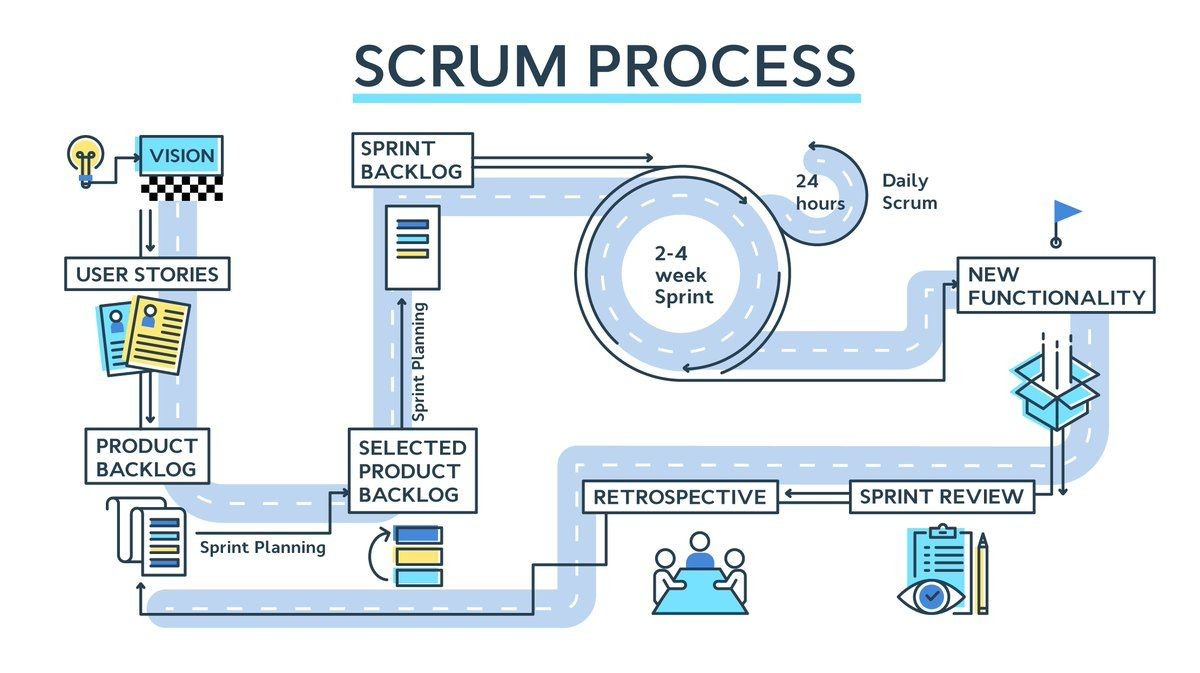 SCRUM PROCESS
VISION
USER STORIES
PRODUCT
BACKLOG
Sprint Planning
SELECTED
PRODUCT
BACKLOG
Sprint Planning
SPRINT
BACKLOG
2-4
week
Sprint
24
hours
Daily
Scrum
NEW
FUNCTIONALITY
SPRINT REVIEW
RETROSPECTIVE